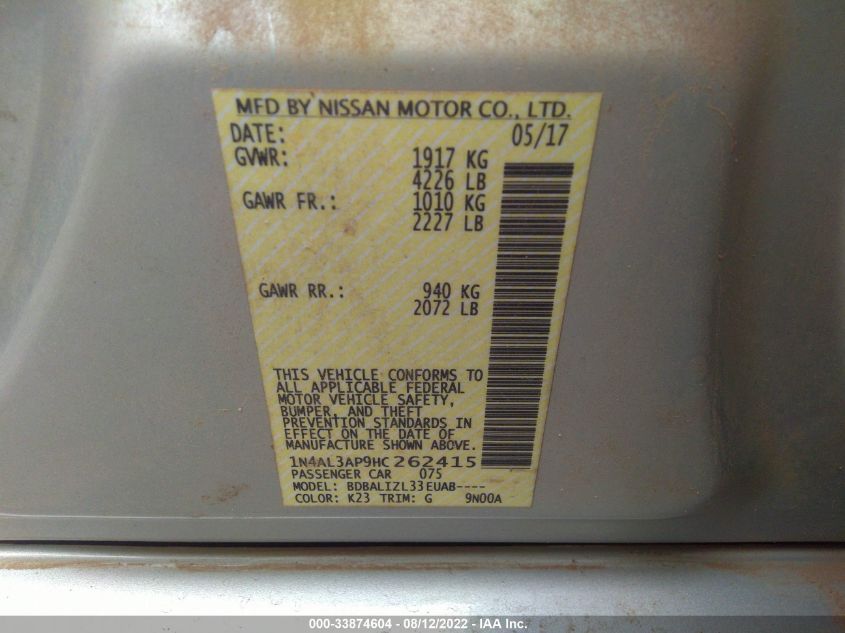 MFD BY NISSAN MOTOR CO., LTD.
DATE: 05/17
GVWR: 1917 KG
4226 LB
GAWR FR.: 1010 KG
2227 LB
GAWR RR.: 940 KG
2072 LB
THIS VEHICLE CONFORMS TO
ALL APPLICABLE FEDERAL
MOTOR VEHICLE SAFETY,
BUMPER, AND THEFT
PREVENTION STANDARDS IN
EFFECT ON THE DATE OF
MANUFACTURE SHOWN ABOVE.
1N4AL3AP9HC262415
PASSENGER CAR 075
MODEL: BDBALIZL33EUAB----
COLOR: K23 TRIM: G 9N00A
000-33874604 - 08/12/2022 - IAA Inc.